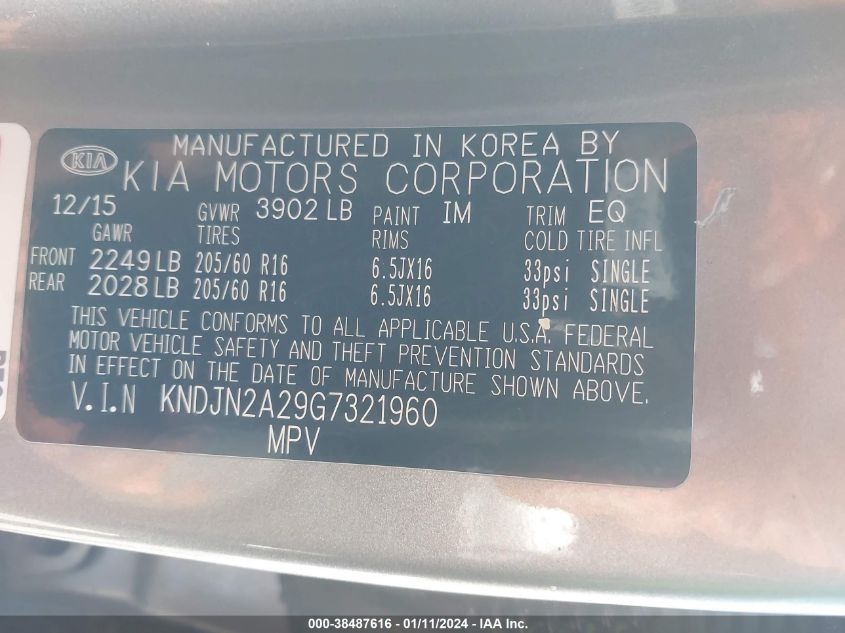 MANUFACTURED IN KOREA BY
KIA KIA MOTORS CORPORATION
12/15 GVWR 3902 LB PAINT IM TRIM EQ
GAWR TIRES RIMS COLD TIRE INFL
FRONT 2249 LB 205/60 R16 6.5JX16 33psi SINGLE
REAR 2028 LB 205/60 R16 6.5JX16 33psi SINGLE
THIS VEHICLE CONFORMS TO ALL APPLICABLE U.S.A. FEDERAL
MOTOR VEHICLE SAFETY AND THEFT PREVENTION STANDARDS
IN EFFECT ON THE DATE OF MANUFACTURE SHOWN ABOVE.
V.I.N KNDJN2A29G7321960
MPV
000-38487616 - 01/11/2024 - IAA Inc.